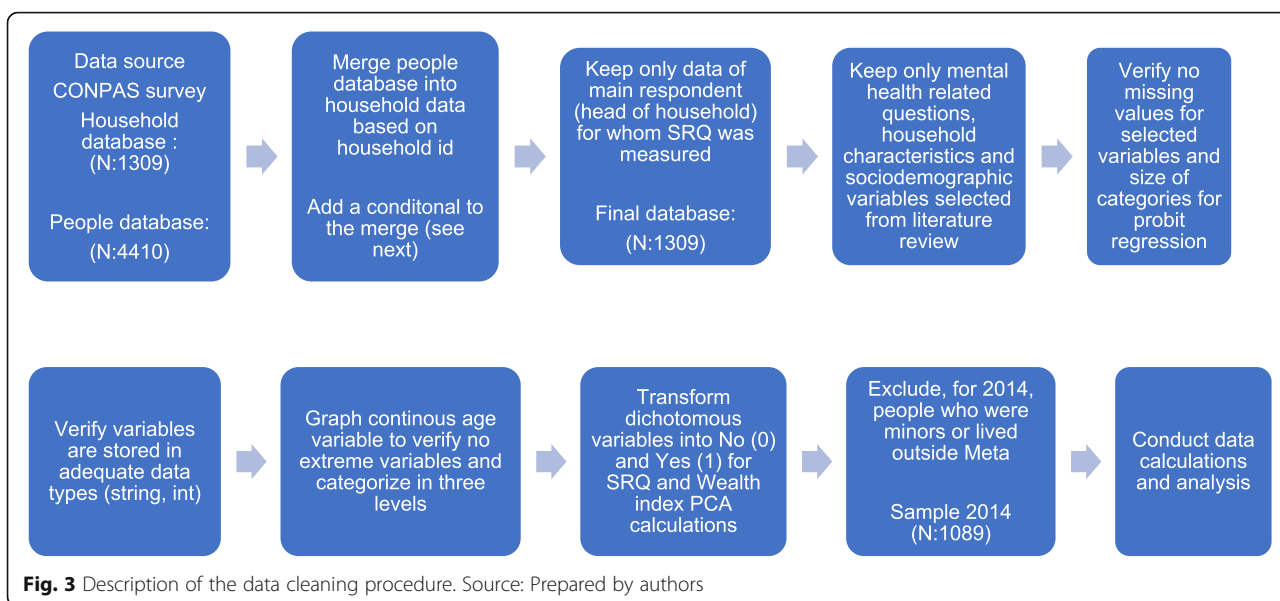 Data source
CONPAS survey
Household
database :
(N:1309)
People database:
(N:4410)
Merge people
database into
household data
based on
household id
Add a conditonal to
the merge (see
next)
Keep only data of
main respondent
(head of household)
for whom SRQ was
measured
Final database:
(N:1309)
Keep only mental
health related
questions,
household
characteristics and
sociodemographic
variables selected
from literature
review
Verify no
missing values
for selected
variables and
size of
categories for
probit
regression
Verify variables
are stored in
adequate data
types (string, int)
Graph continous age
variable to verify no
extreme variables and
categorize in three
levels
Transform
dichotomous
variables into No (0)
and Yes (1) for
SRQ and Wealth
index PCA
calculations
Exclude, for 2014,
people who were
minors or lived
outside Meta
Sample 2014
(N:1089)
Conduct data
calculations
and analysis
Fig. 3 Description of the data cleaning procedure. Source: Prepared by authors